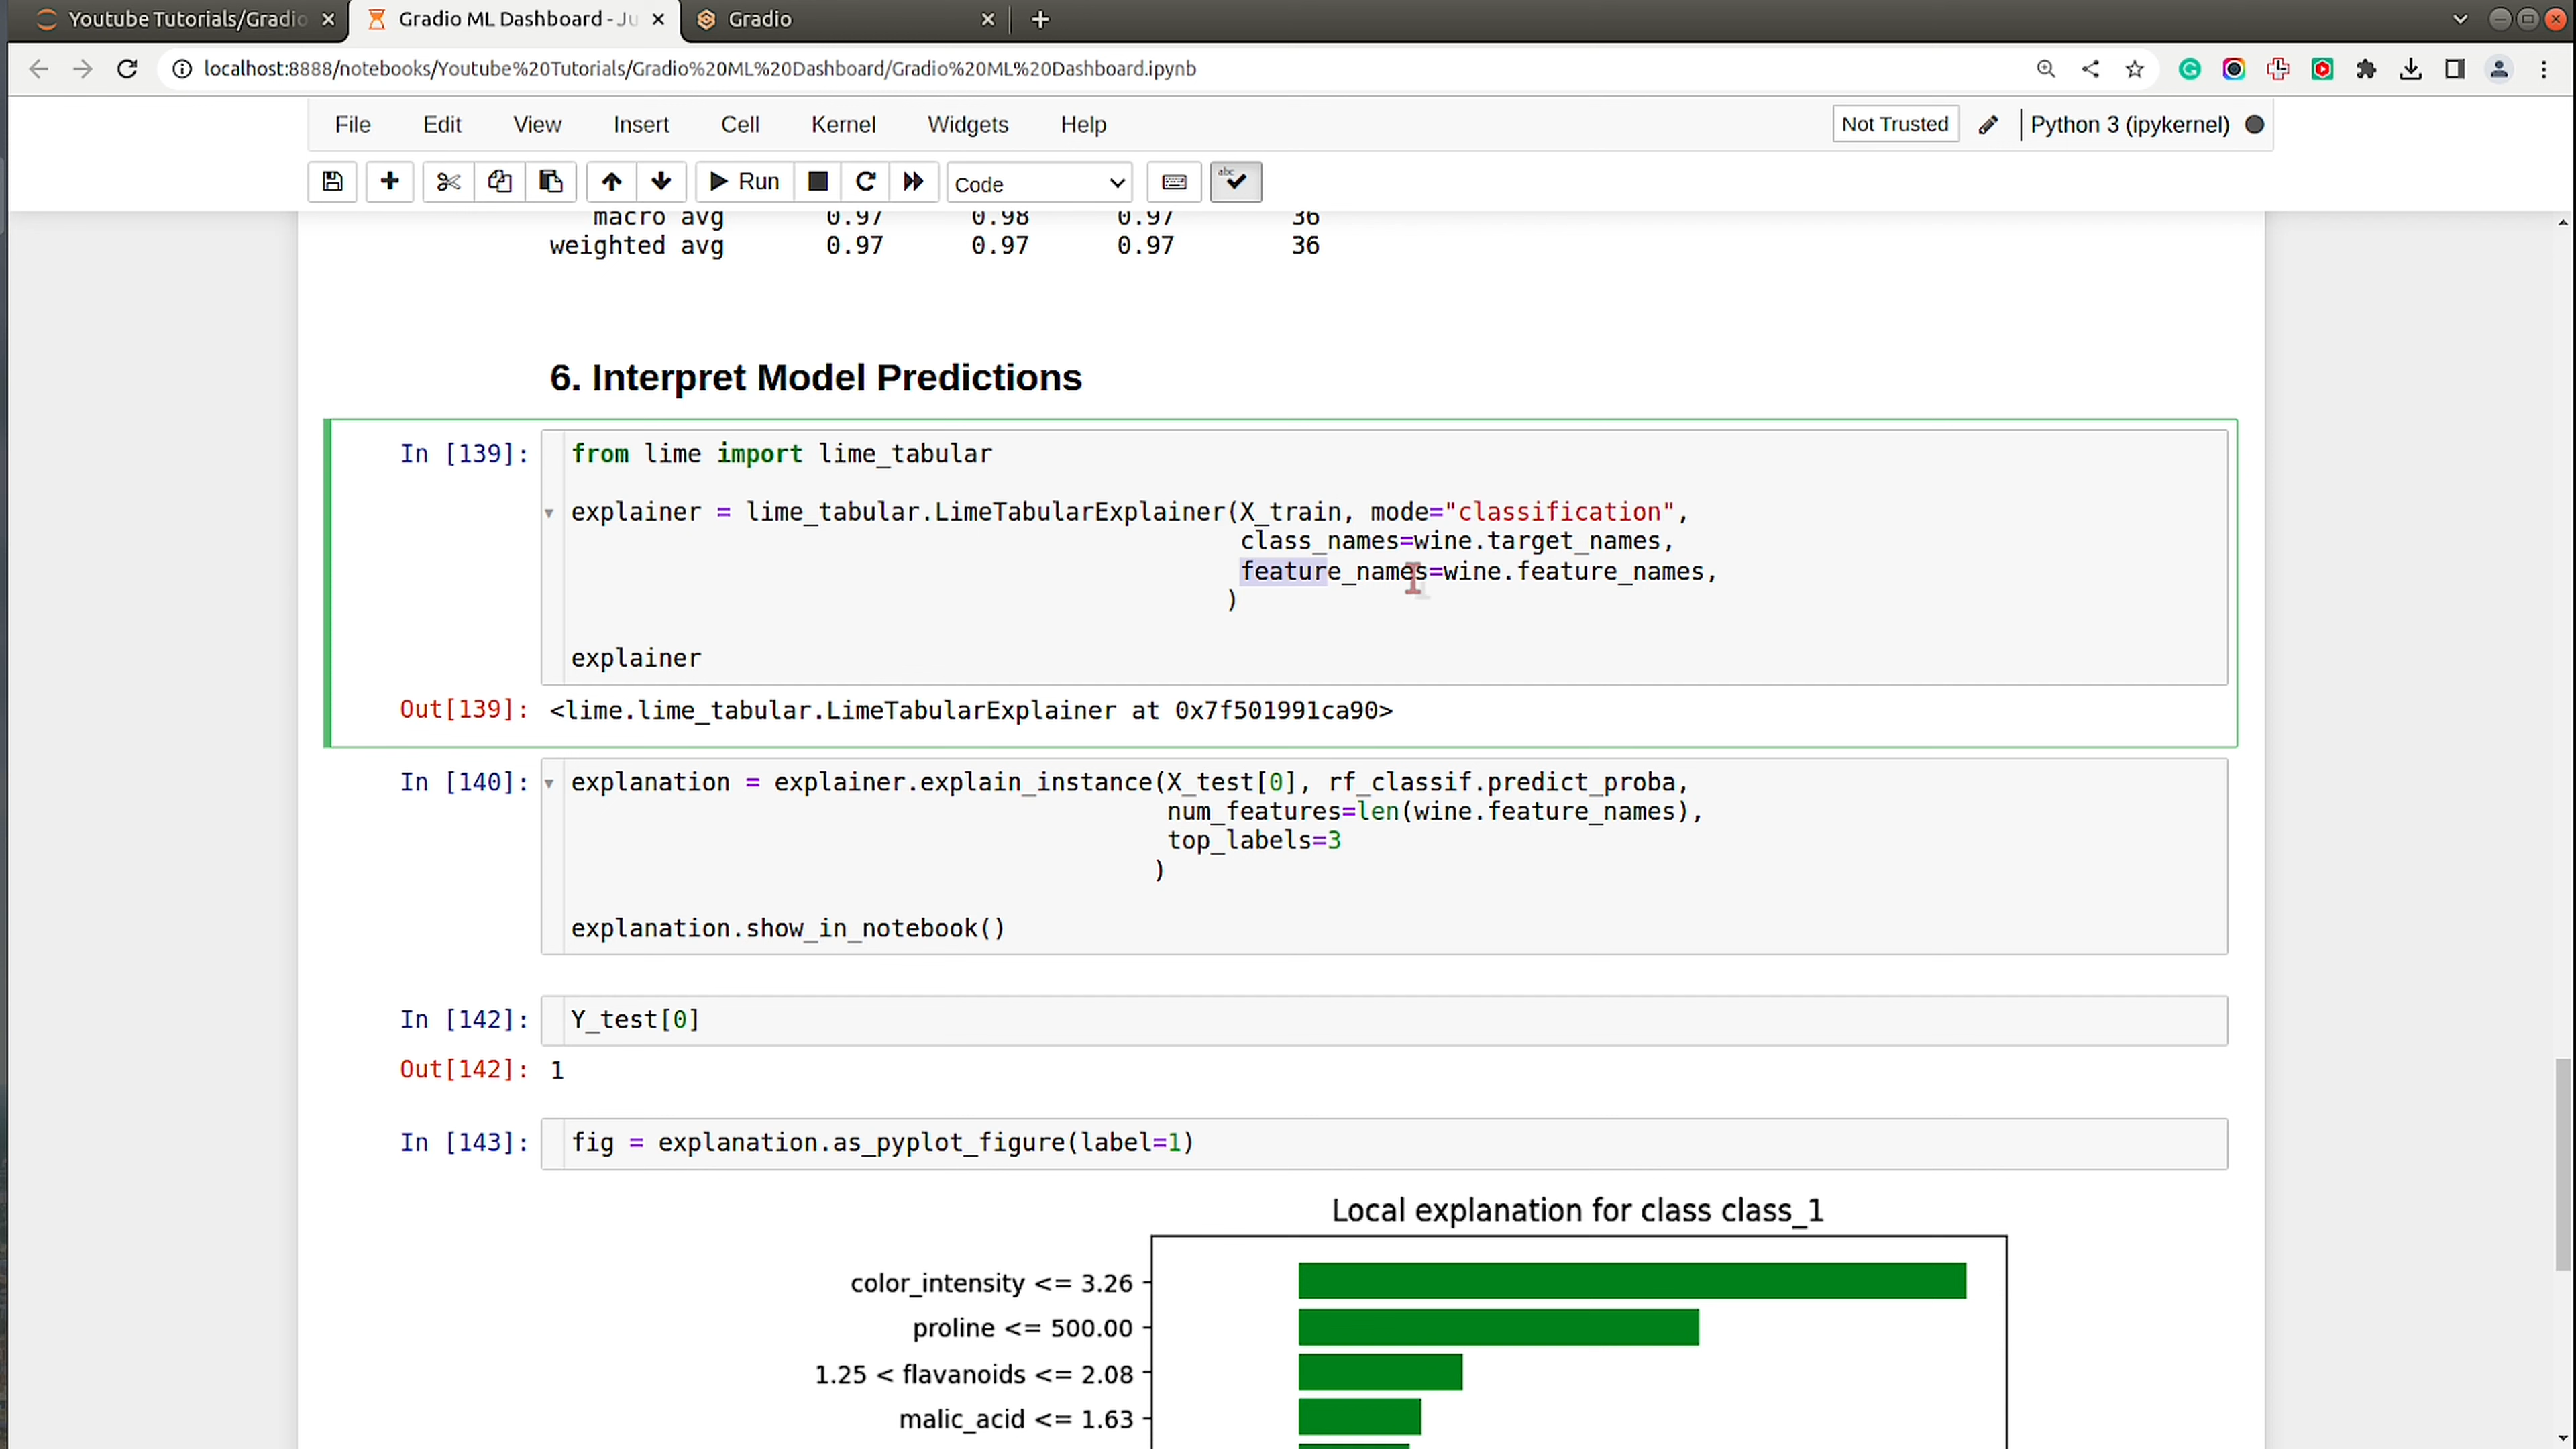 Youtube Tutorials/Gradio
Gradio ML Dashboard - Ju
Gradio
localhost:8888/notebooks/Youtube%20Tutorials/Gradio%20ML%20Dashboard/Gradio%20ML%20Dashboard.ipynb
File Edit View Insert Cell Kernel Widgets Help Not Trusted Python 3 (ipykernel)
Run Code abc
macro avg 0.97 0.98 0.97 36
weighted avg 0.97 0.97 0.97 36
6. Interpret Model Predictions
In [139]: from lime import lime_tabular
explainer = lime_tabular.LimeTabularExplainer(X_train, mode="classification",
class_names=wine.target_names,
feature_names=wine.feature_names,
)
explainer
Out[139]: <lime.lime_tabular.LimeTabularExplainer at 0x7f501991ca90>
In [140]: explanation = explainer.explain_instance(X_test[0], rf_classif.predict_proba,
num_features=len(wine.feature_names),
top_labels=3
)
explanation.show_in_notebook()
In [142]: Y_test[0]
Out[142]: 1
In [143]: fig = explanation.as_pyplot_figure(label=1)
Local explanation for class class_1
color_intensity <= 3.26
proline <= 500.00
1.25 < flavanoids <= 2.08
malic_acid <= 1.63